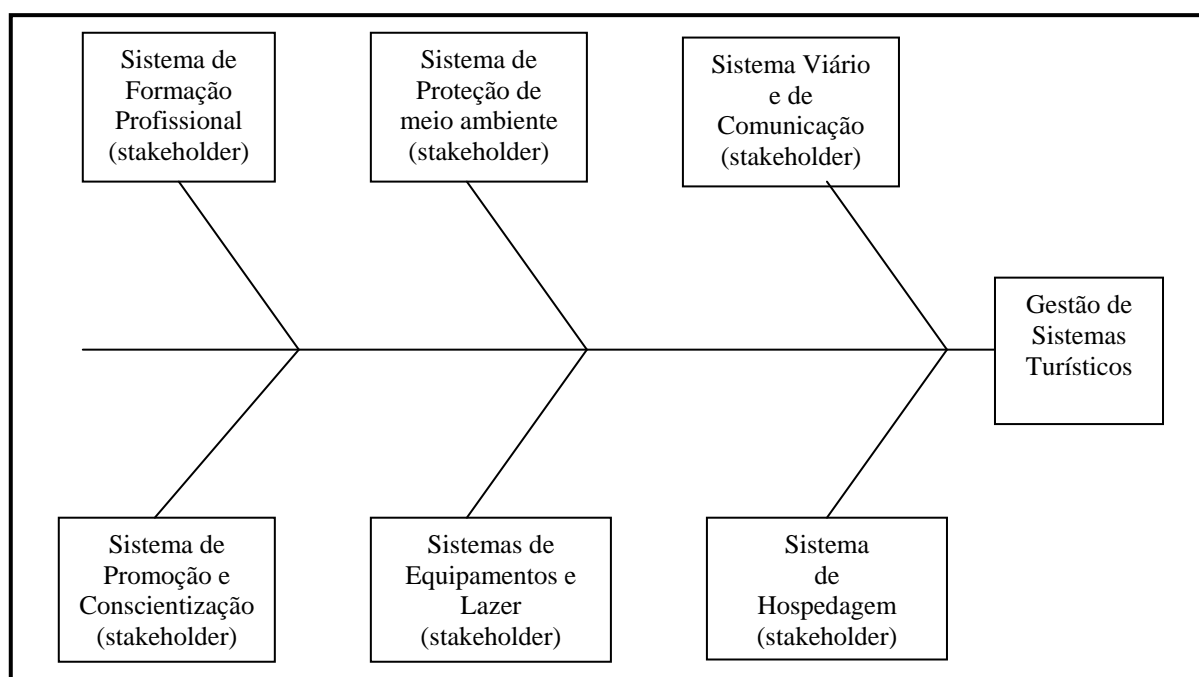 Sistema de
Formação
Profissional
(stakeholder)
Sistema de
Proteção de
meio ambiente
(stakeholder)
Sistema Viário
e de
Comunicação
(stakeholder)
Gestão de
Sistemas
Turísticos
Sistema de
Promoção e
Conscientização
(stakeholder)
Sistemas de
Equipamentos e
Lazer
(stakeholder)
Sistema
de
Hospedagem
(stakeholder)